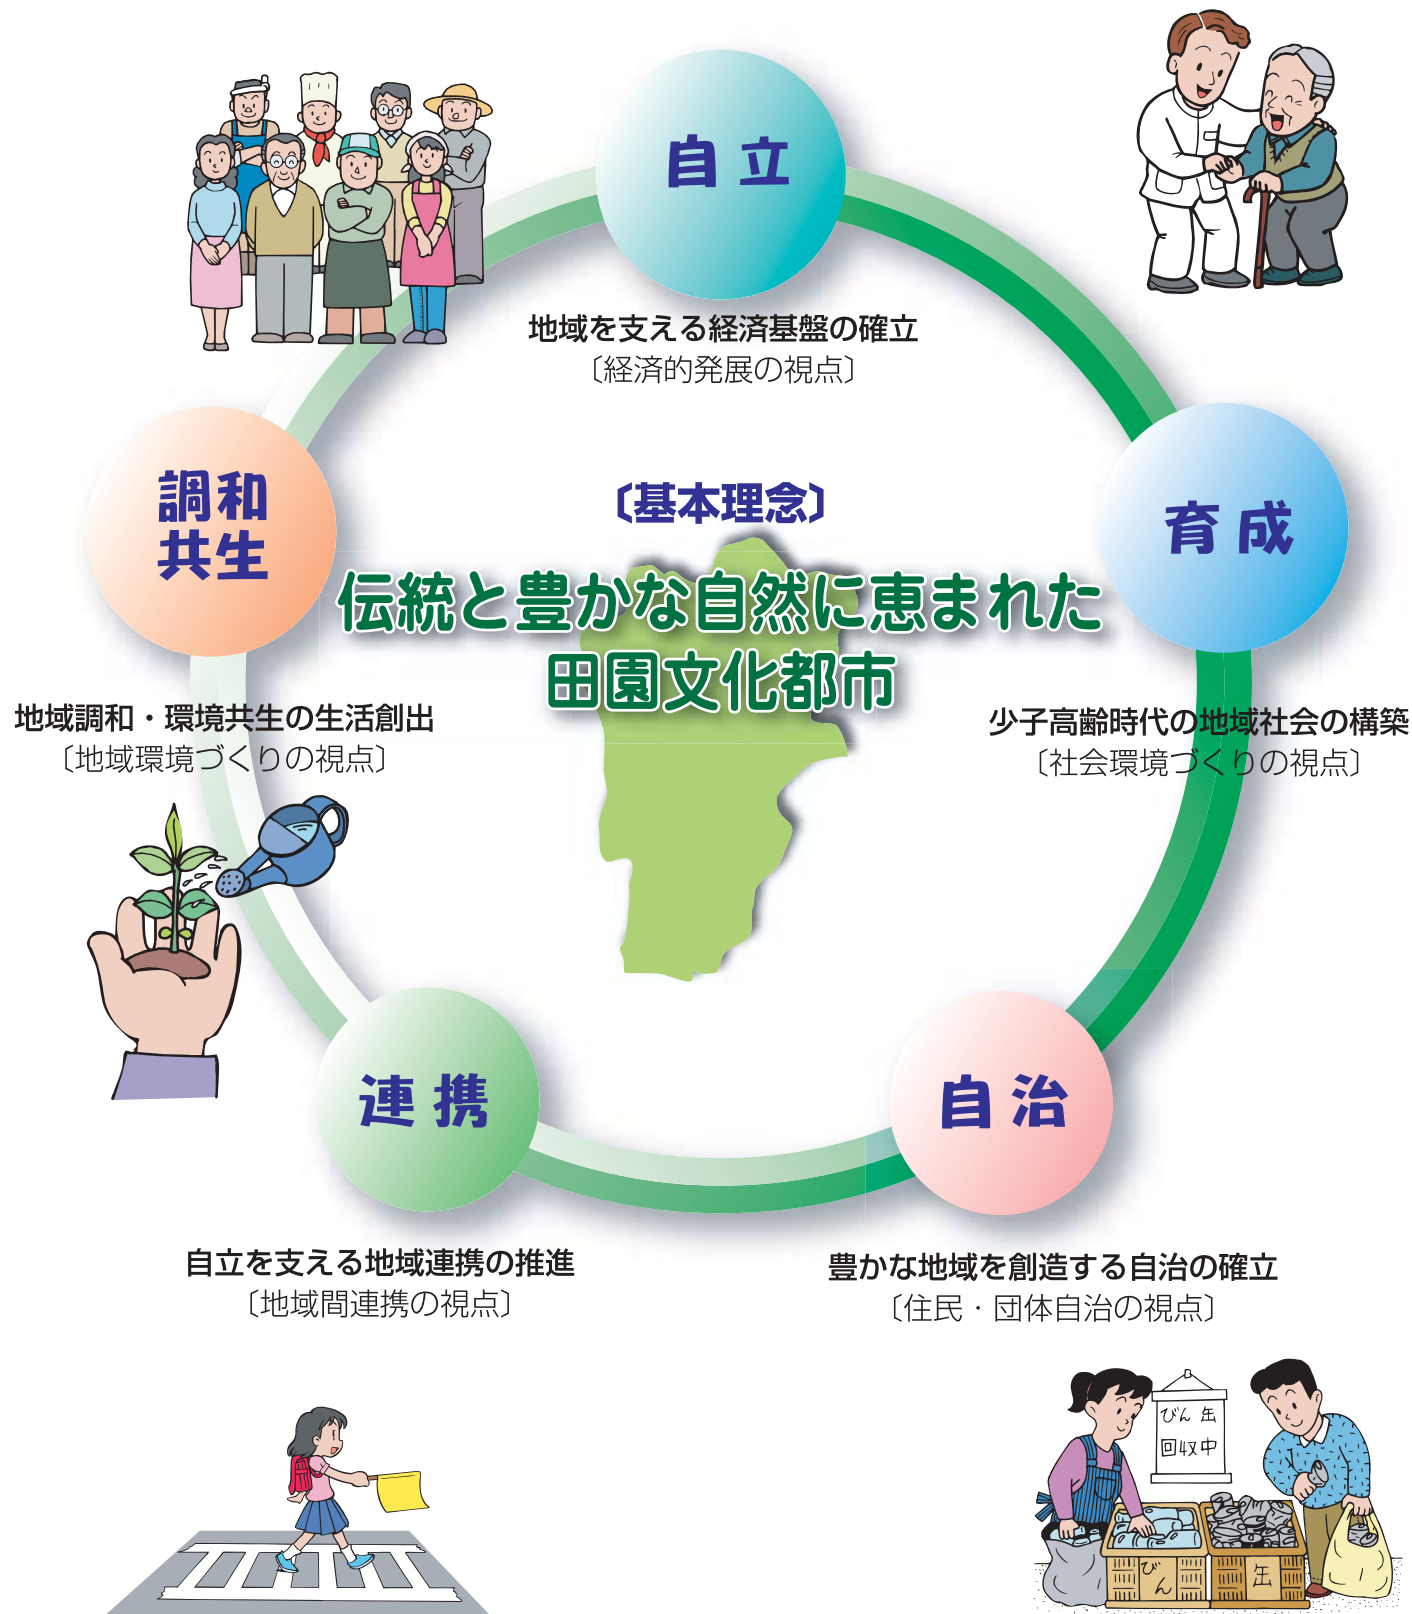 自立
地域を支える経済基盤の確立
〔経済的発展の視点〕
調和
共生
地域調和・環境共生の生活創出
〔地域環境づくりの視点〕
〔基本理念〕
伝統と豊かな自然に恵まれた
田園文化都市
育成
少子高齢時代の地域社会の構築
〔社会環境づくりの視点〕
連携
自立を支える地域連携の推進
〔地域間連携の視点〕
自治
豊かな地域を創造する自治の確立
〔住民・団体自治の視点〕
びん 缶
回収中
びん
缶